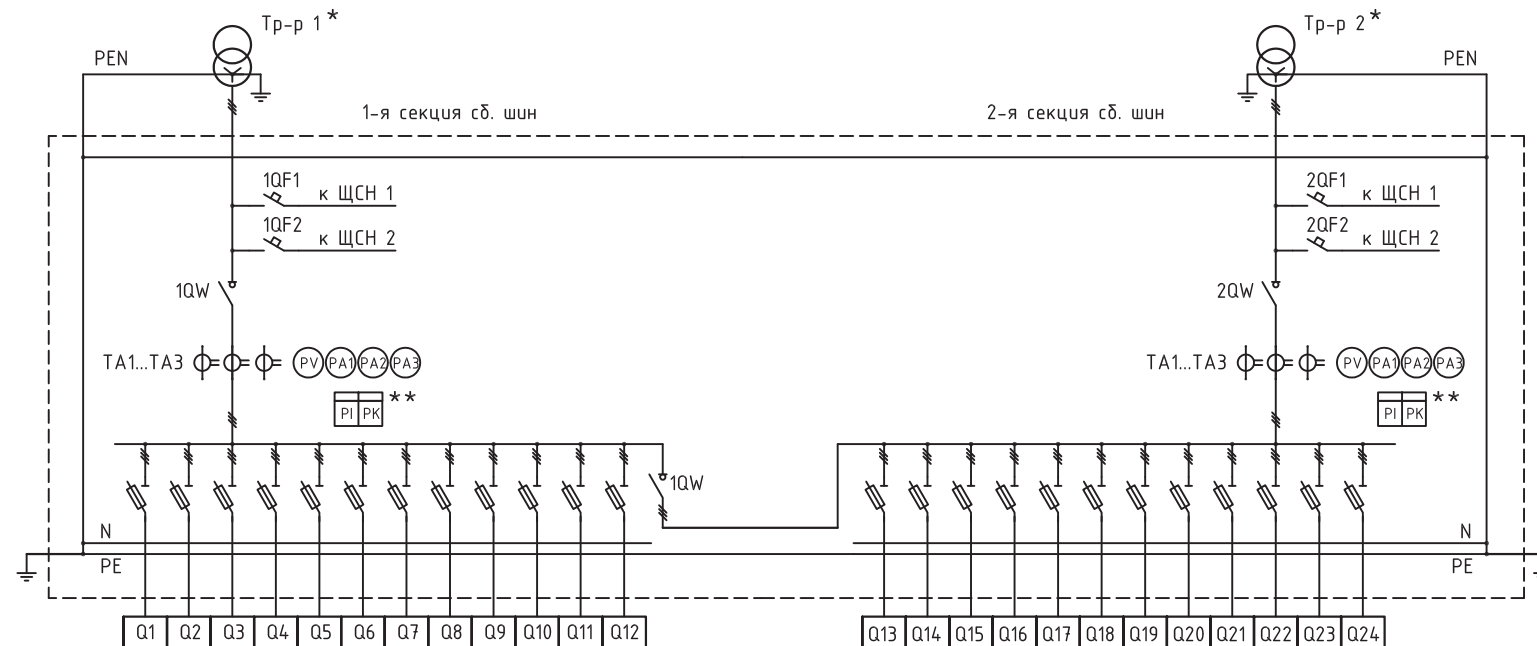 Тр-р 1*
Тр-р 2*
PEN
PEN
1-я секция сб. шин
2-я секция сб. шин
1QF1
к ЩСН 1
2QF1
к ЩСН 1
1QF2
к ЩСН 2
2QF2
к ЩСН 2
1QW
2QW
TA1...TA3
PV
PA1
PA2
PA3
TA1...TA3
PV
PA1
PA2
PA3
PI
PK
**
PI
PK
**
1QW
N
N
PE
PE
Q1
Q2
Q3
Q4
Q5
Q6
Q7
Q8
Q9
Q10
Q11
Q12
Q13
Q14
Q15
Q16
Q17
Q18
Q19
Q20
Q21
Q22
Q23
Q24